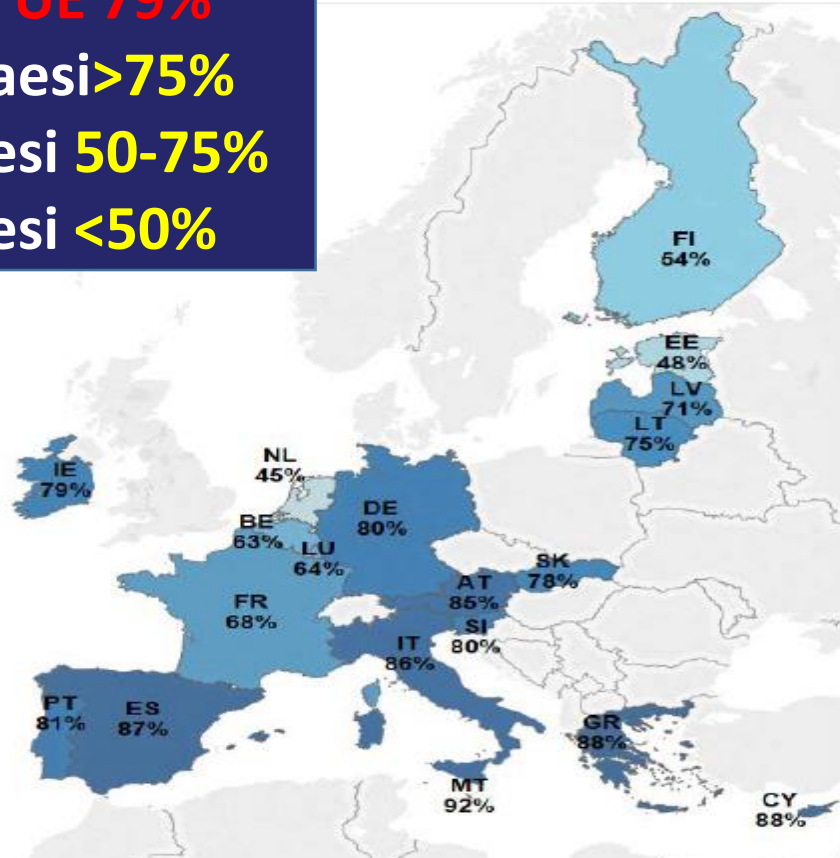 UE 79%
aesi>75%
esi 50-75%
esi <50%
FI
54%
EE
48%
LV
71%
LT
75%
IE
79%
NL
45%
BE
63%
LU
64%
DE
80%
SK
78%
AT
85%
SI
80%
FR
68%
IT
86%
PT
81%
ES
87%
GR
88%
MT
92%
CY
88%